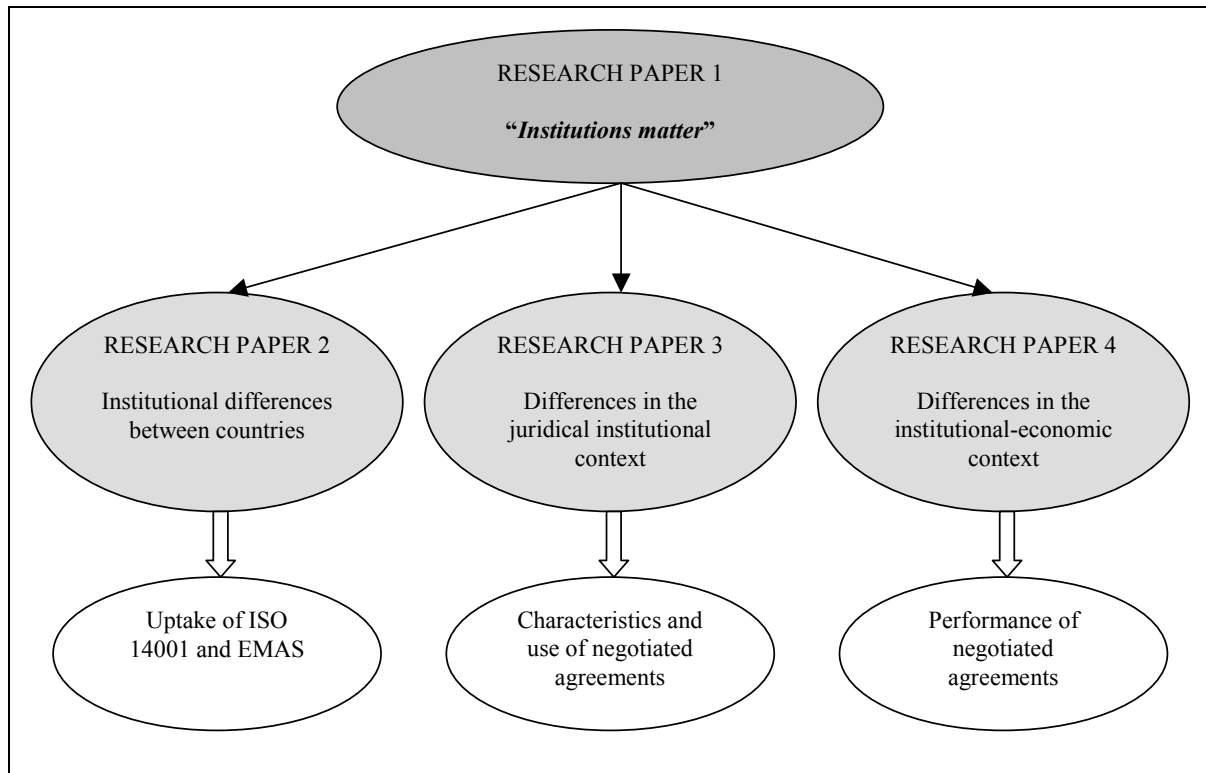 RESEARCH PAPER 1
“Institutions matter”
RESEARCH PAPER 2
Institutional differences
between countries
RESEARCH PAPER 3
Differences in the
juridical institutional
context
RESEARCH PAPER 4
Differences in the
institutional-economic
context
Uptake of ISO
14001 and EMAS
Characteristics and
use of negotiated
agreements
Performance of
negotiated
agreements